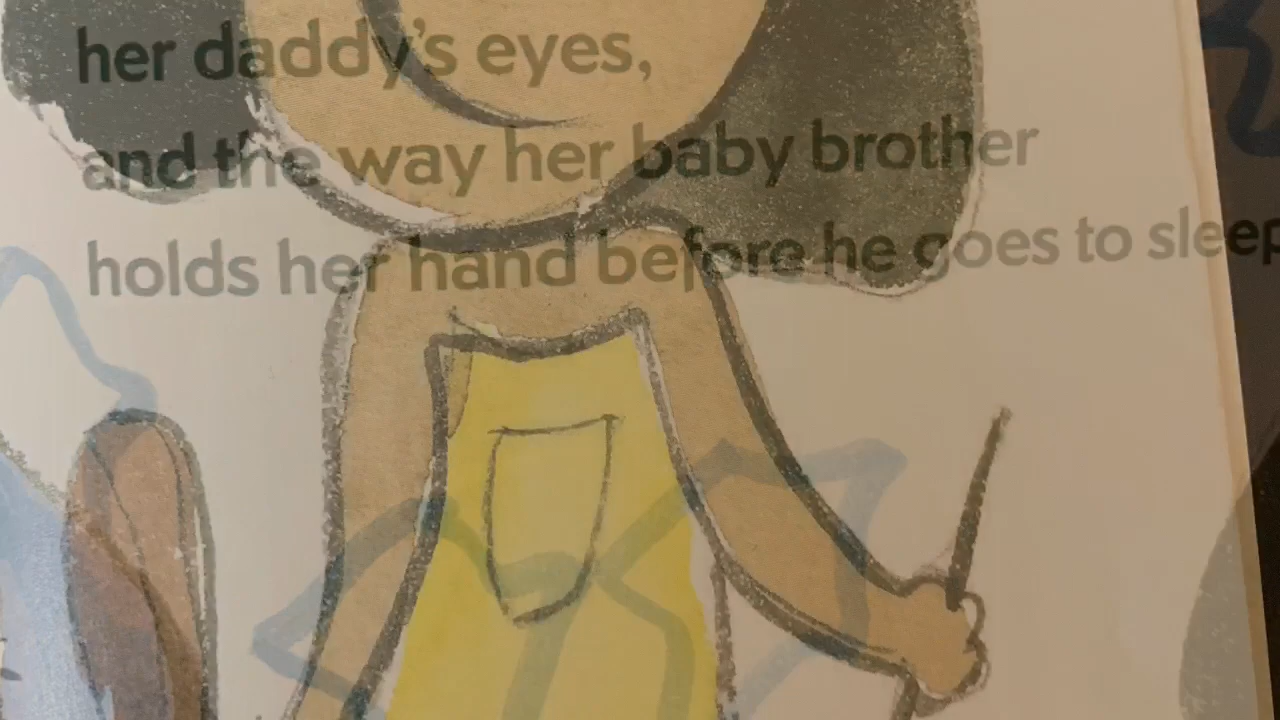 her daddy's eyes,
and the way her baby brother
holds her hand before he goes to sleep